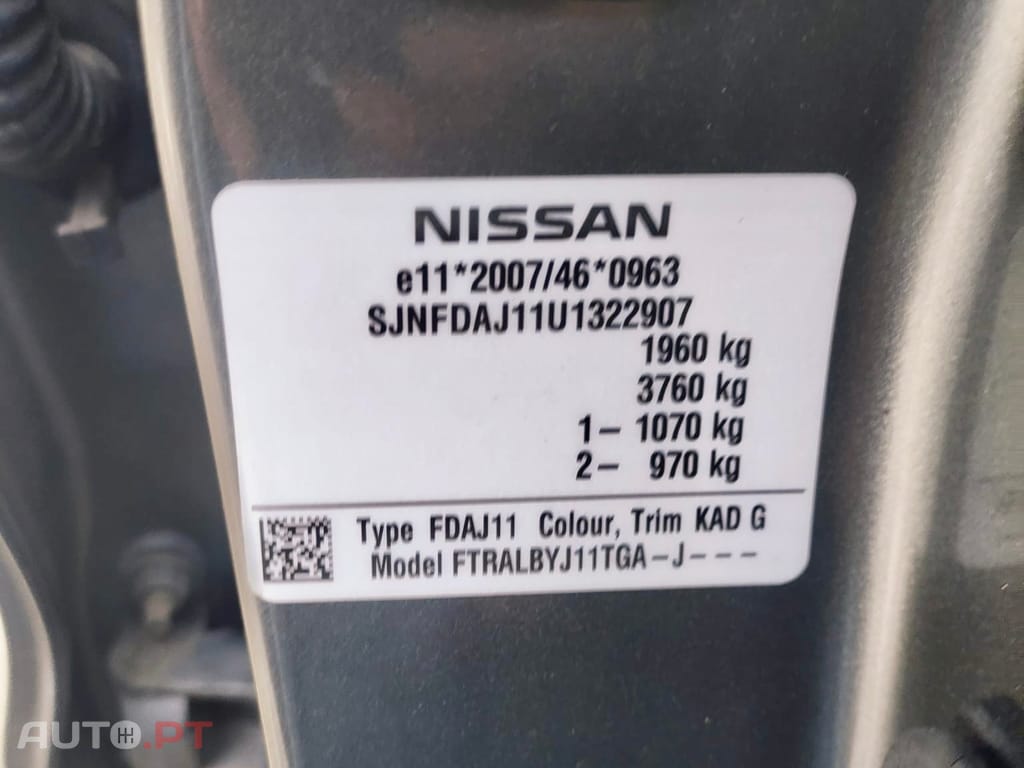 NISSAN
e11*2007/46*0963
SJNFDAJ11U1322907
1960 kg
3760 kg
1– 1070 kg
2– 970 kg
Type FDAJ11 Colour, Trim KAD G
Model FTRALBYJ11TGA–J–––
AUTO.PT